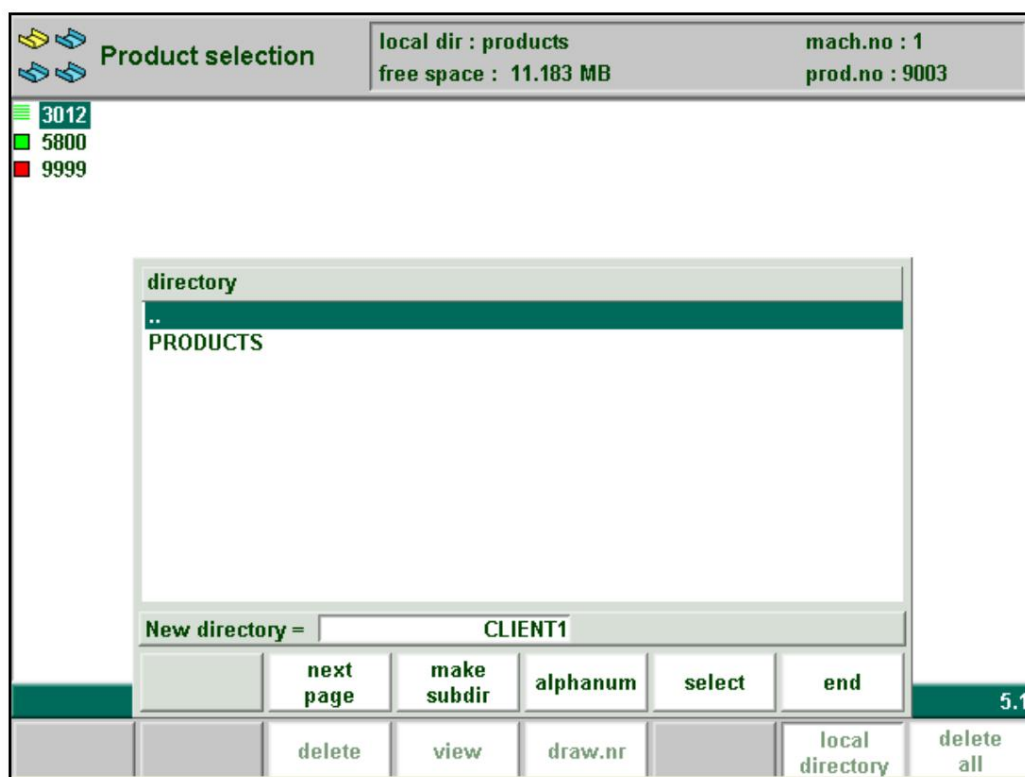 Product selection
local dir : products
free space : 11.183 MB
mach.no : 1
prod.no : 9003
3012
5800
9999
directory
..
PRODUCTS
New directory = CLIENT1
next
page
make
subdir
alphanum
select
end
5.1
delete
view
draw.nr
local
directory
delete
all